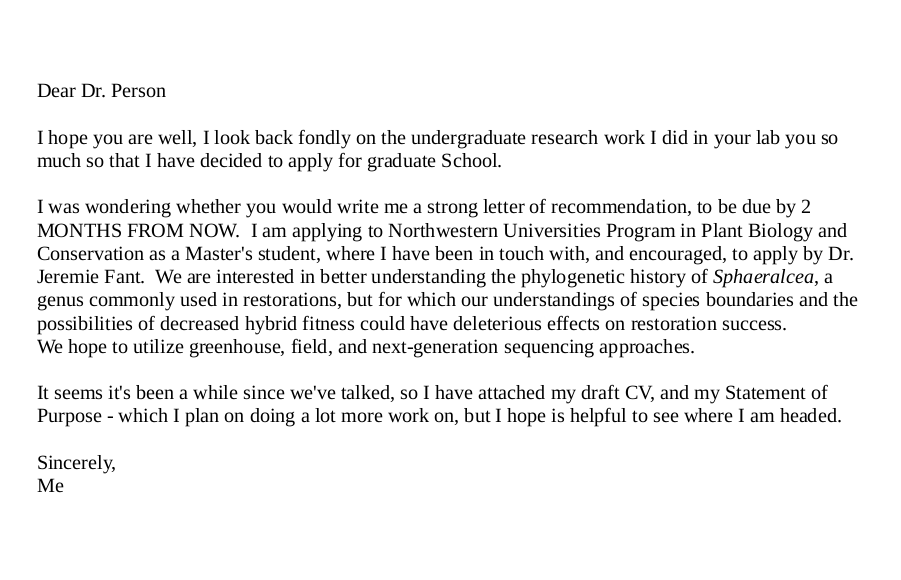 Dear Dr. Person
I hope you are well, I look back fondly on the undergraduate research work I did in your lab you so
much so that I have decided to apply for graduate School.
I was wondering whether you would write me a strong letter of recommendation, to be due by 2
MONTHS FROM NOW.  I am applying to Northwestern Universities Program in Plant Biology and
Conservation as a Master's student, where I have been in touch with, and encouraged, to apply by Dr.
Jeremie Fant.  We are interested in better understanding the phylogenetic history of Sphaeralcea, a
genus commonly used in restorations, but for which our understandings of species boundaries and the
possibilities of decreased hybrid fitness could have deleterious effects on restoration success.
We hope to utilize greenhouse, field, and next-generation sequencing approaches.
It seems it's been a while since we've talked, so I have attached my draft CV, and my Statement of
Purpose - which I plan on doing a lot more work on, but I hope is helpful to see where I am headed.
Sincerely,
Me